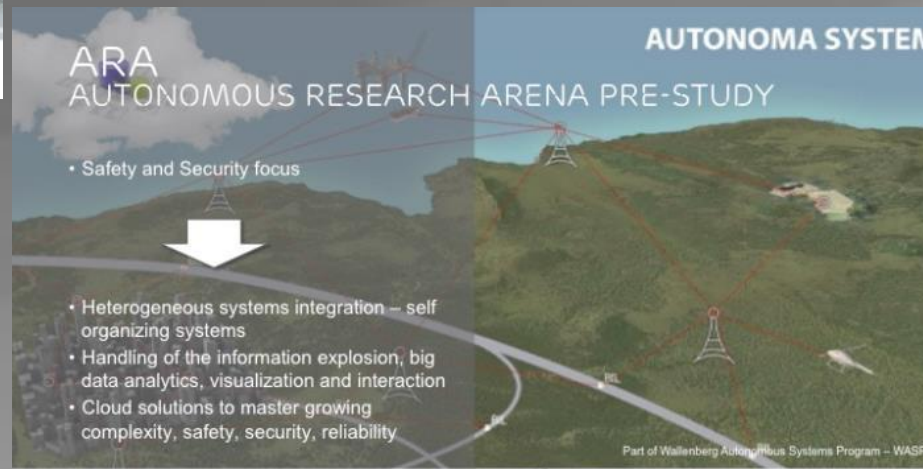 AUTONOMA SYSTEM
ARA
AUTONOMOUS RESEARCH ARENA PRE-STUDY
• Safety and Security focus
• Heterogeneous systems integration – self
organizing systems
• Handling of the information explosion, big
data analytics, visualization and interaction
• Cloud solutions to master growing
complexity, safety, security, reliability
BIL
Part of Wallenberg Autonomous Systems Program – WASP